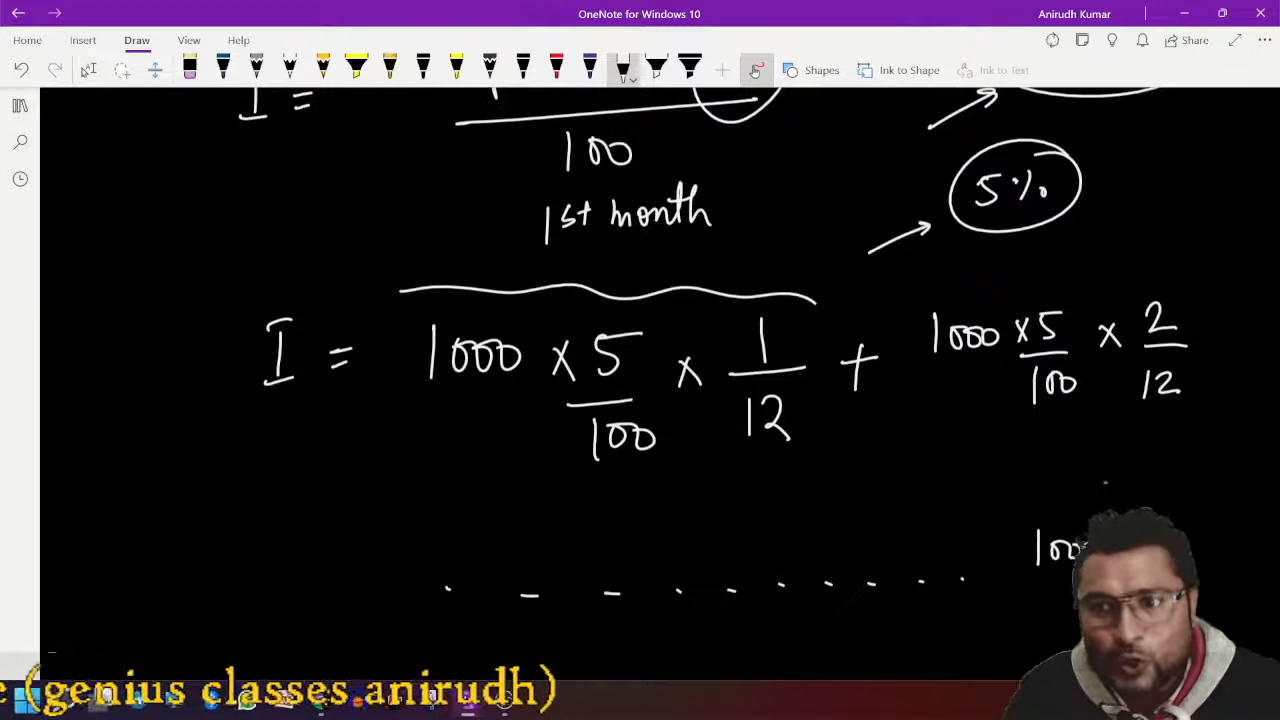 OneNote for Windows 10
Anirudh Kumar
Home Insert Draw View Help
Share
Shapes
Ink to Shape
Ink to Text
I =
100
1st month
5%
I = 1000 × 5/100 × 1/12 + 1000 × 5/100 × 2/12
(genius classes anirudh)